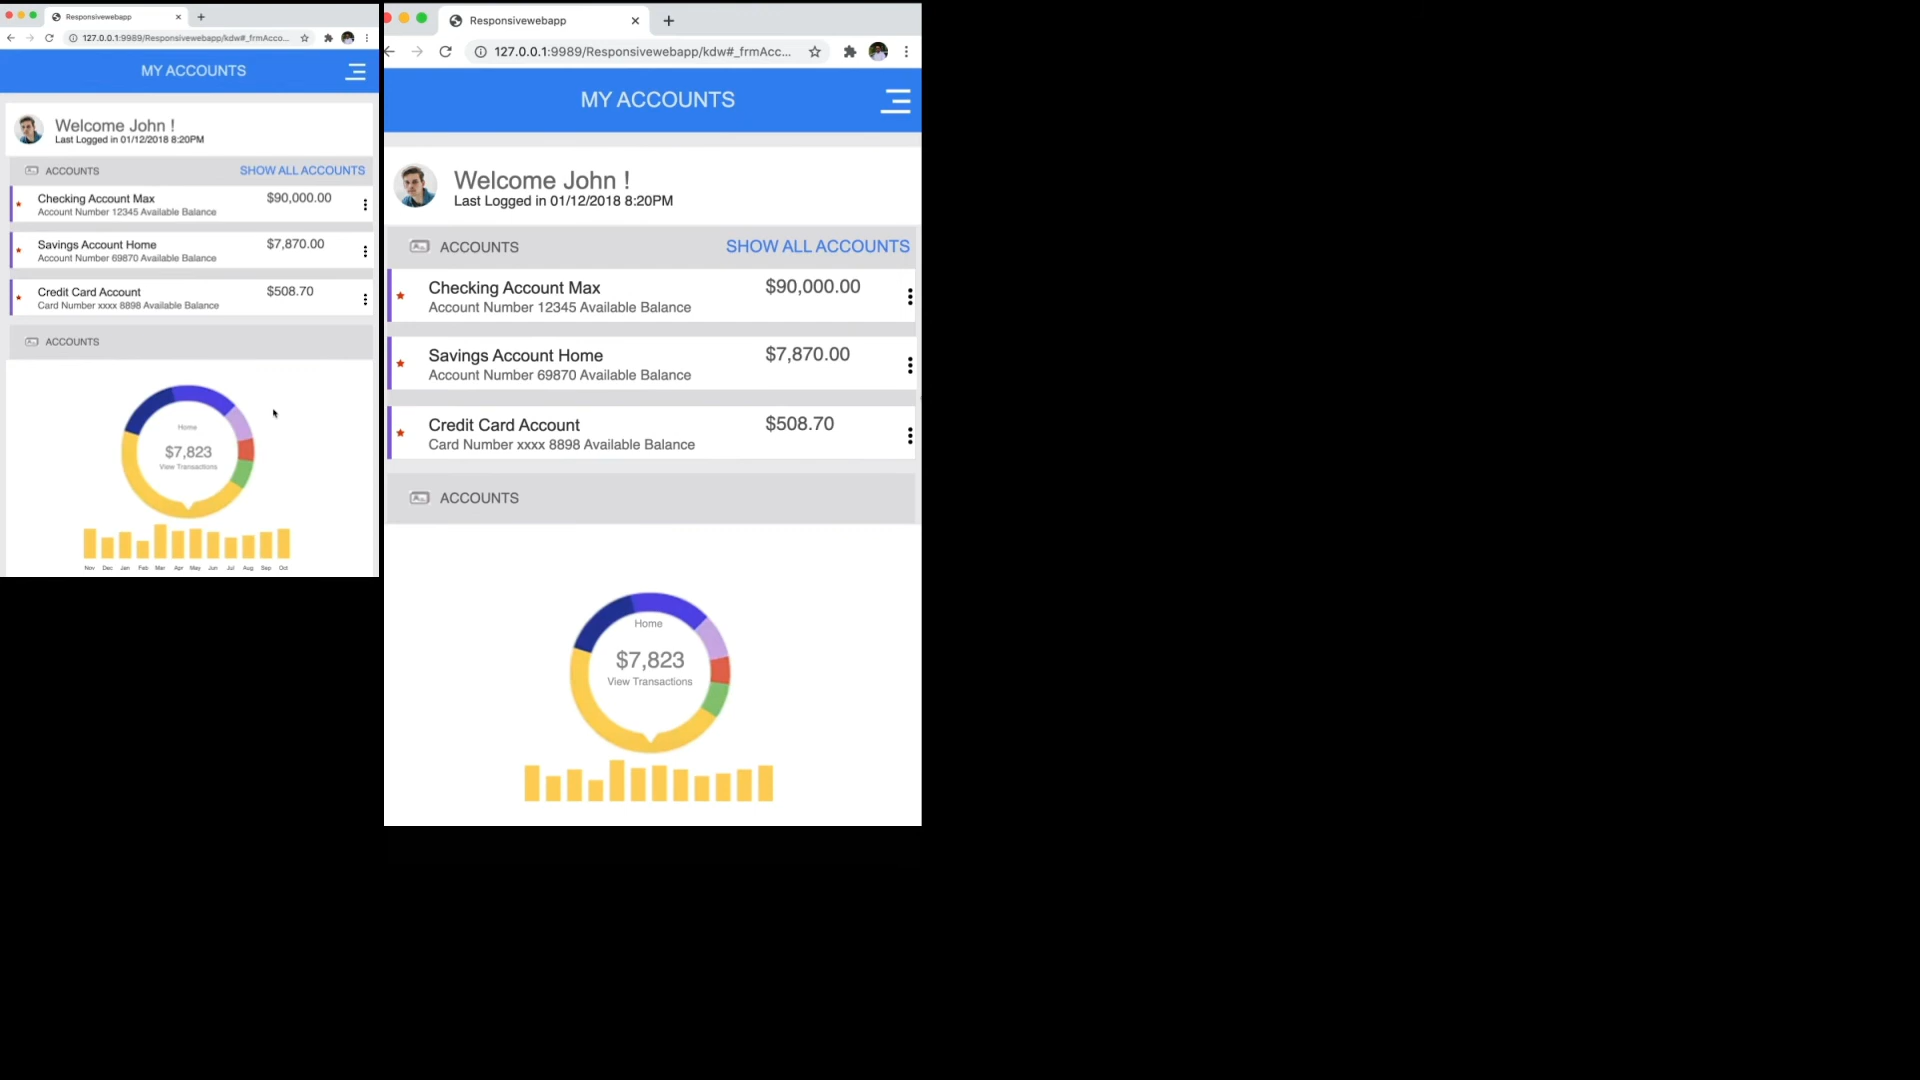 Responsivewebapp
127.0.0.1:9989/Responsivewebapp/kdw#_frmAcco...
MY ACCOUNTS
Welcome John !
Last Logged in 01/12/2018 8:20PM
ACCOUNTS
SHOW ALL ACCOUNTS
Checking Account Max
$90,000.00
Account Number 12345 Available Balance
Savings Account Home
$7,870.00
Account Number 69870 Available Balance
Credit Card Account
$508.70
Card Number xxxx 8898 Available Balance
ACCOUNTS
Home
$7,823
View Transactions
Nov Dec Jan Feb Mar Apr May Jun Jul Aug Sep Oct
Responsivewebapp
127.0.0.1:9989/Responsivewebapp/kdw#_frmAcc...
MY ACCOUNTS
Welcome John !
Last Logged in 01/12/2018 8:20PM
ACCOUNTS
SHOW ALL ACCOUNTS
Checking Account Max
$90,000.00
Account Number 12345 Available Balance
Savings Account Home
$7,870.00
Account Number 69870 Available Balance
Credit Card Account
$508.70
Card Number xxxx 8898 Available Balance
ACCOUNTS
Home
$7,823
View Transactions